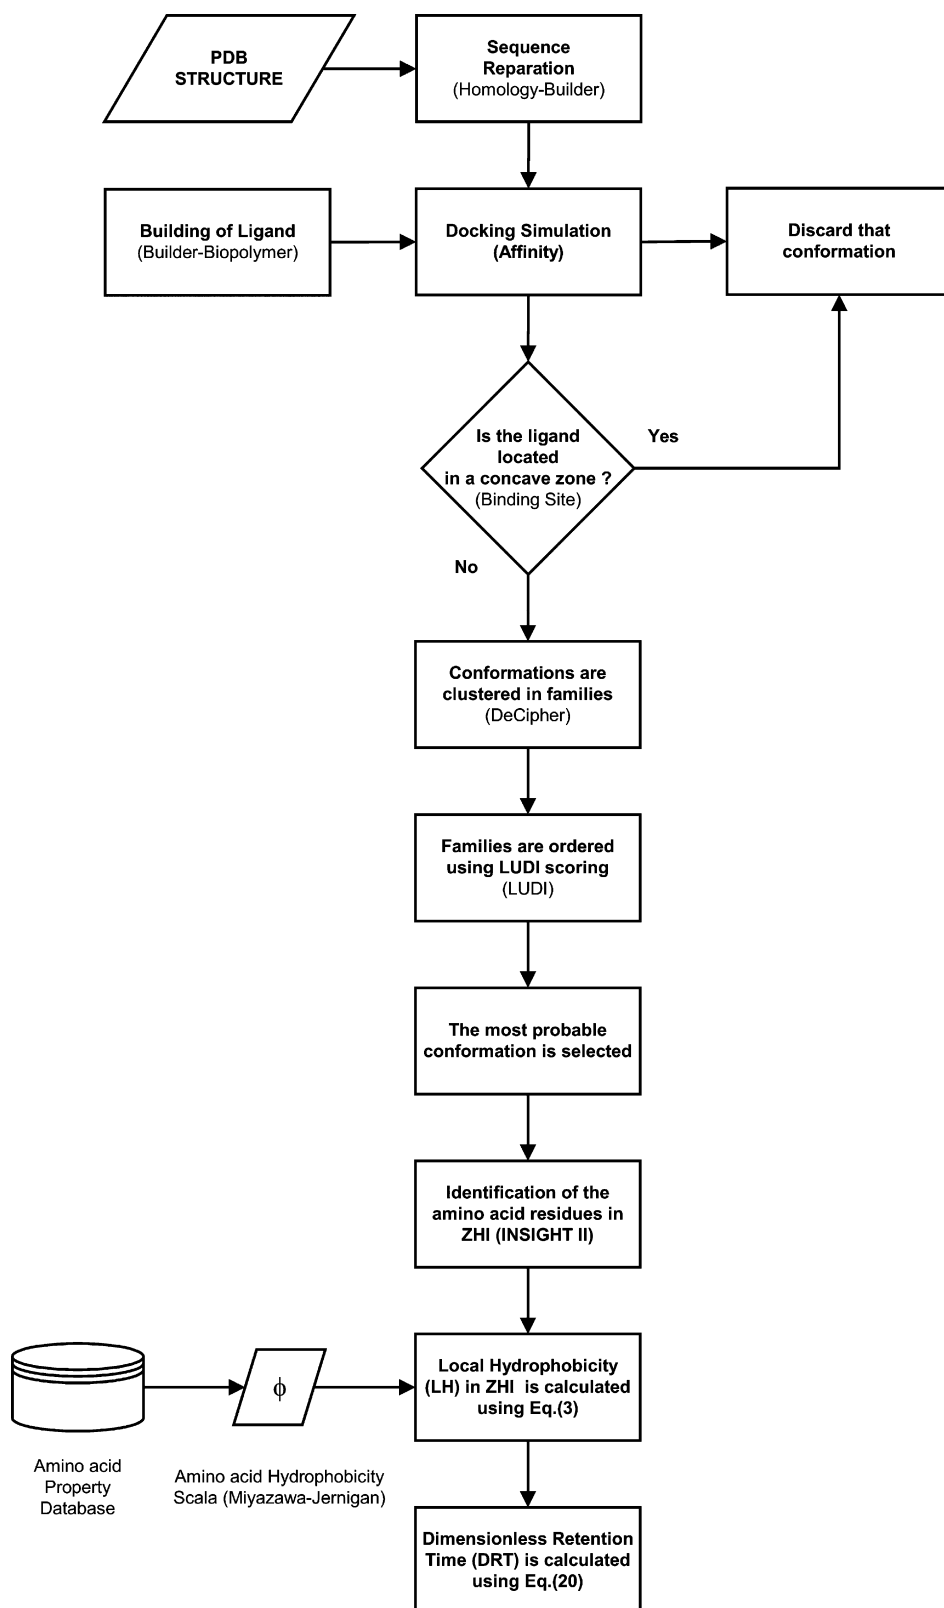 PDB
STRUCTURE
Sequence
Reparation
(Homology-Builder)
Building of Ligand
(Builder-Biopolymer)
Docking Simulation
(Affinity)
Discard that
conformation
Is the ligand
located
in a concave zone ?
(Binding Site)
Yes
No
Conformations are
clustered in families
(DeCipher)
Families are ordered
using LUDI scoring
(LUDI)
The most probable
conformation is selected
Identification of the
amino acid residues in
ZHI (INSIGHT II)
Local Hydrophobicity
(LH) in ZHI is calculated
using Eq.(3)
ϕ
Amino acid
Property
Database
Amino acid Hydrophobicity
Scala (Miyazawa-Jernigan)
Dimensionless Retention
Time (DRT) is calculated
using Eq.(20)